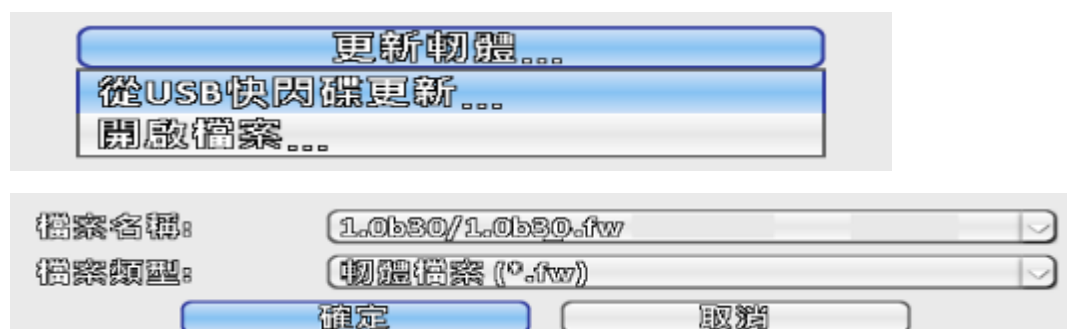 更新韌體...
從USB快閃碟更新...
開啟檔案...
檔案名稱: 1.0b30/1.0b30.fw
檔案類型: 韌體檔案 (*.fw)
確定 取消